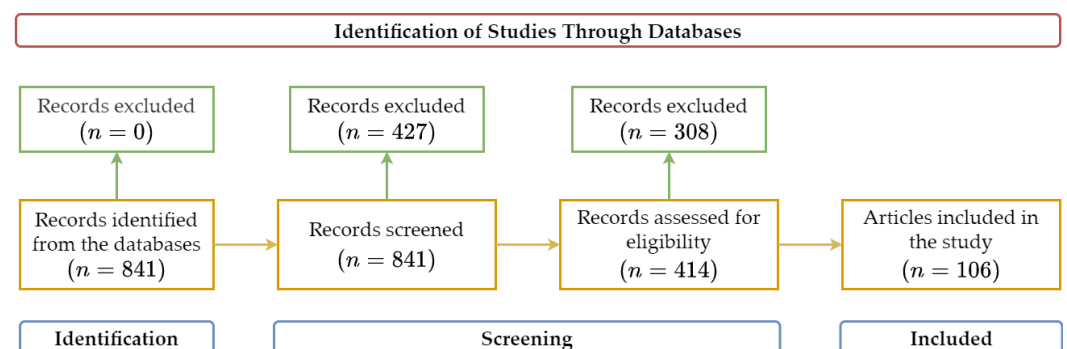 Identification of Studies Through Databases
Records excluded
(n = 0)
Records excluded
(n = 427)
Records excluded
(n = 308)
Records identified
from the databases
(n = 841)
Records screened
(n = 841)
Records assessed for
eligibility
(n = 414)
Articles included in
the study
(n = 106)
Identification
Screening
Included